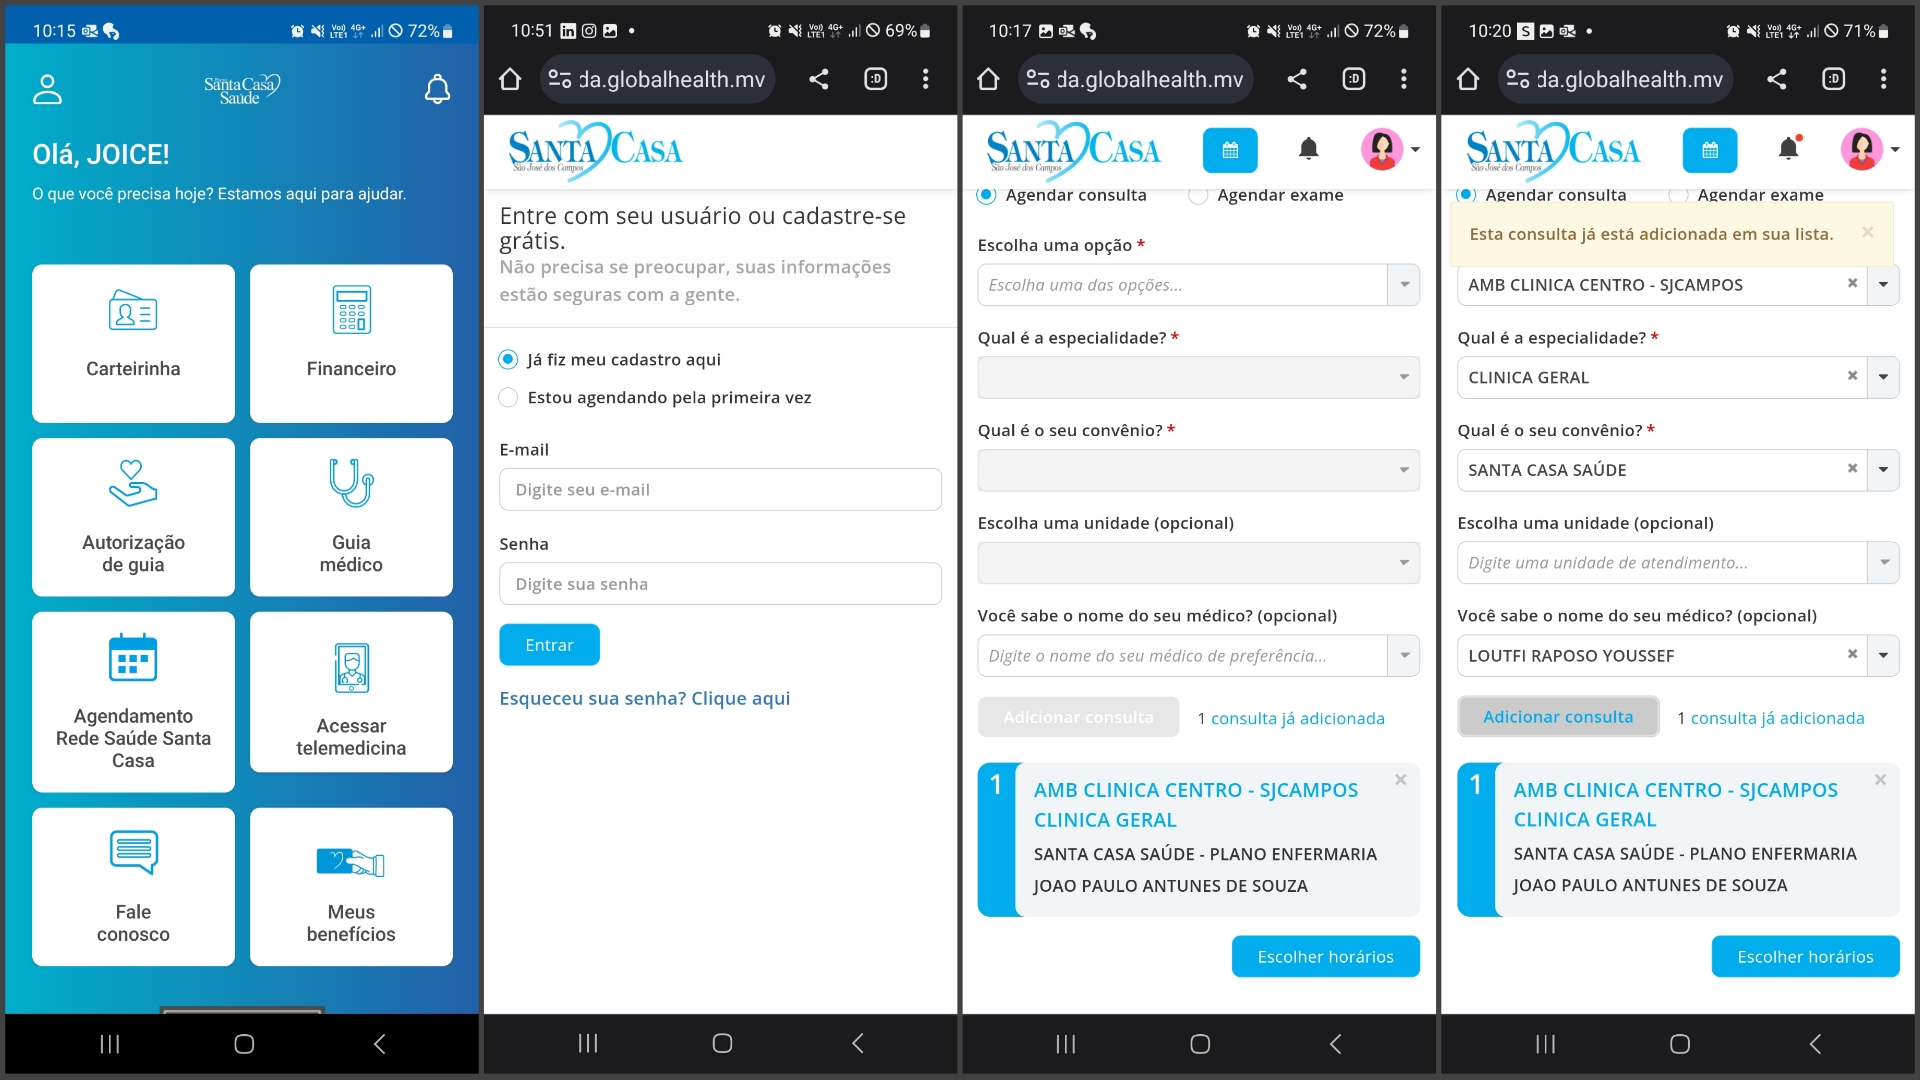 10:15
72%
Santa Casa
Saúde
Olá, JOICE!
O que você precisa hoje? Estamos aqui para ajudar.
Carteirinha
Financeiro
Autorização
de guia
Guia
médico
Agendamento
Rede Saúde Santa
Casa
Acessar
telemedicina
Fale
conosco
Meus
benefícios
10:51
69%
da.globalhealth.mv
SANTA CASA
São José dos Campos
Entre com seu usuário ou cadastre-se
grátis.
Não precisa se preocupar, suas informações
estão seguras com a gente.
Já fiz meu cadastro aqui
Estou agendando pela primeira vez
E-mail
Digite seu e-mail
Senha
Digite sua senha
Entrar
Esqueceu sua senha? Clique aqui
10:17
72%
da.globalhealth.mv
SANTA CASA
São José dos Campos
Agendar consulta
Agendar exame
Escolha uma opção *
Escolha uma das opções...
Qual é a especialidade? *
Qual é o seu convênio? *
Escolha uma unidade (opcional)
Você sabe o nome do seu médico? (opcional)
Digite o nome do seu médico de preferência...
Adicionar consulta
1 consulta já adicionada
1
AMB CLINICA CENTRO - SJCAMPOS
CLINICA GERAL
SANTA CASA SAÚDE - PLANO ENFERMARIA
JOAO PAULO ANTUNES DE SOUZA
Escolher horários
10:20
71%
da.globalhealth.mv
SANTA CASA
São José dos Campos
Agendar consulta
Agendar exame
Esta consulta já está adicionada em sua lista.
AMB CLINICA CENTRO - SJCAMPOS
Qual é a especialidade? *
CLINICA GERAL
Qual é o seu convênio? *
SANTA CASA SAÚDE
Escolha uma unidade (opcional)
Digite uma unidade de atendimento...
Você sabe o nome do seu médico? (opcional)
LOUTFI RAPOSO YOUSSEF
Adicionar consulta
1 consulta já adicionada
1
AMB CLINICA CENTRO - SJCAMPOS
CLINICA GERAL
SANTA CASA SAÚDE - PLANO ENFERMARIA
JOAO PAULO ANTUNES DE SOUZA
Escolher horários